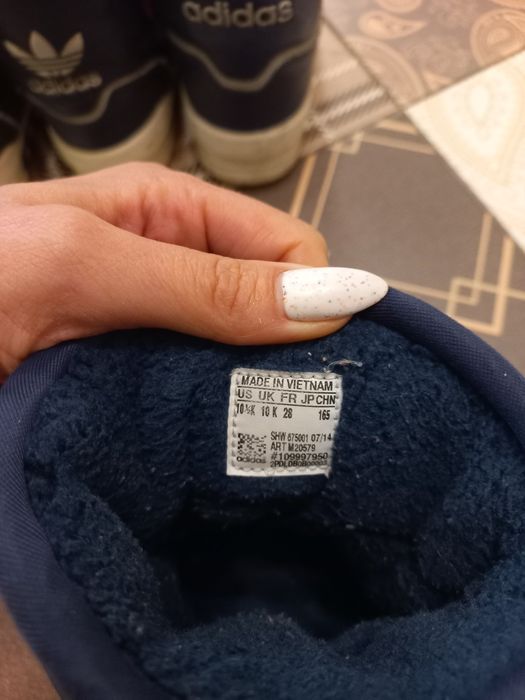 adidas
adidas
MADE IN VIETNAM
US UK FR JP CHN
10½K 10 K 28 165
SHW 675001 07/14
ART M20579
#109997950
adidas